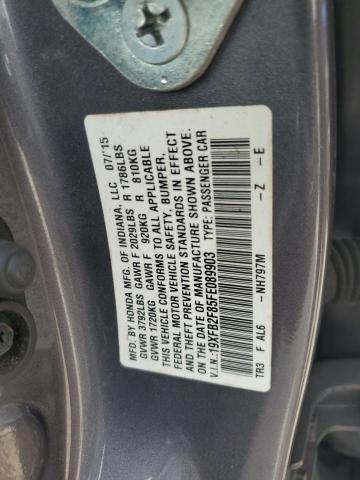 MFD. BY HONDA MFG. OF INDIANA, LLC 07/'15
GVWR 3792LBS GAWR F 2029LBS R 1786LBS
GVWR 1720KG GAWR F 920KG R 810KG
THIS VEHICLE CONFORMS TO ALL APPLICABLE
FEDERAL MOTOR VEHICLE SAFETY, BUMPER,
AND THEFT PREVENTION STANDARDS IN EFFECT
ON THE DATE OF MANUFACTURE SHOWN ABOVE.
V.I.N.:19XFB2F85FE099903 TYPE: PASSENGER CAR
TR3 F AL6 -NH797M -Z -E